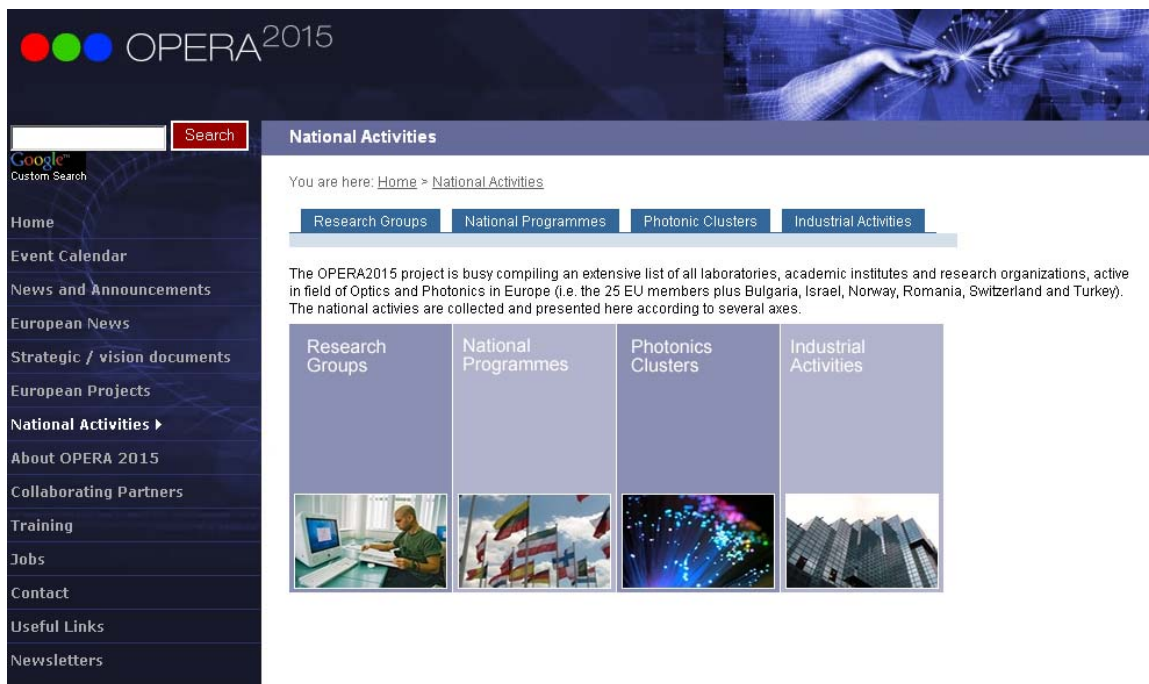 OPERA2015
Search
Google™
Custom Search
Home
Event Calendar
News and Announcements
European News
Strategic / vision documents
European Projects
National Activities
About OPERA 2015
Collaborating Partners
Training
Jobs
Contact
Useful Links
Newsletters
National Activities
You are here: Home > National Activities
Research Groups National Programmes Photonic Clusters Industrial Activities
The OPERA2015 project is busy compiling an extensive list of all laboratories, academic institutes and research organizations, active
in field of Optics and Photonics in Europe (i.e. the 25 EU members plus Bulgaria, Israel, Norway, Romania, Switzerland and Turkey).
The national activies are collected and presented here according to several axes.
Research
Groups
National
Programmes
Photonics
Clusters
Industrial
Activities